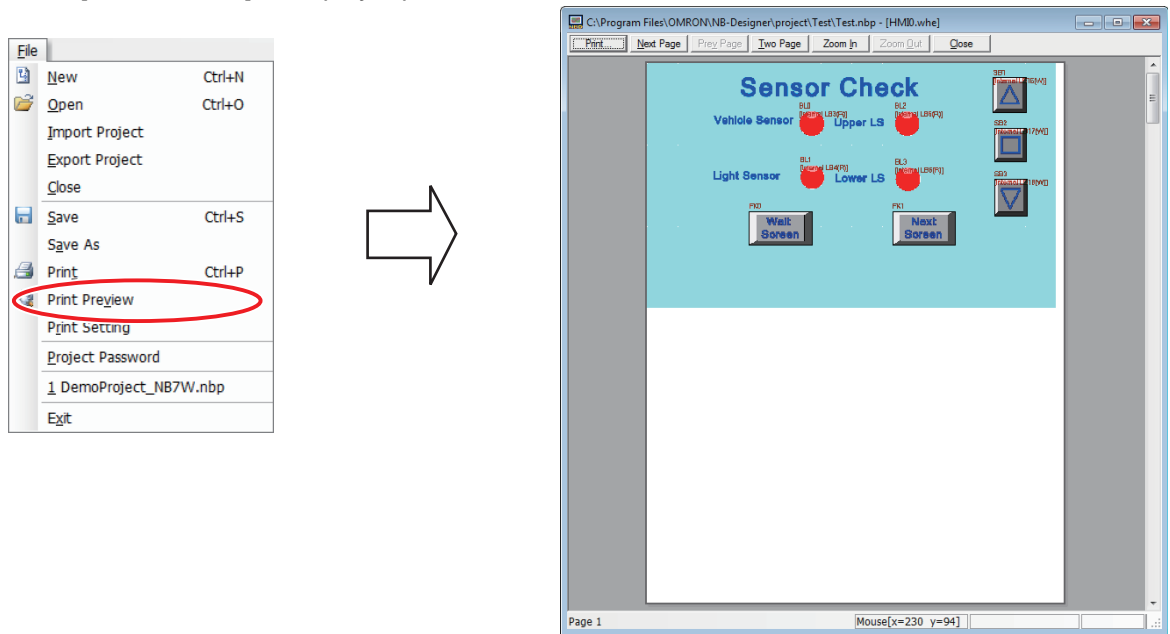 File
New Ctrl+N
Open Ctrl+O
Import Project
Export Project
Close
Save Ctrl+S
Save As
Print Ctrl+P
Print Preview
Print Setting
Project Password
1 DemoProject_NB7W.nbp
Exit
C:\Program Files\OMRON\NB-Designer\project\Test\Test.nbp - [HMI0.whe]
Print... Next Page Prev Page Two Page Zoom In Zoom Out Close
Sensor Check
BL0 BL2
Vehicle Sensor Upper LS
BL1 BL3
Light Sensor Lower LS
FK0 FK1
Wait
Screen
Next
Screen
SB1
SB2
SB3
Page 1 Mouse[x=230 y=94]